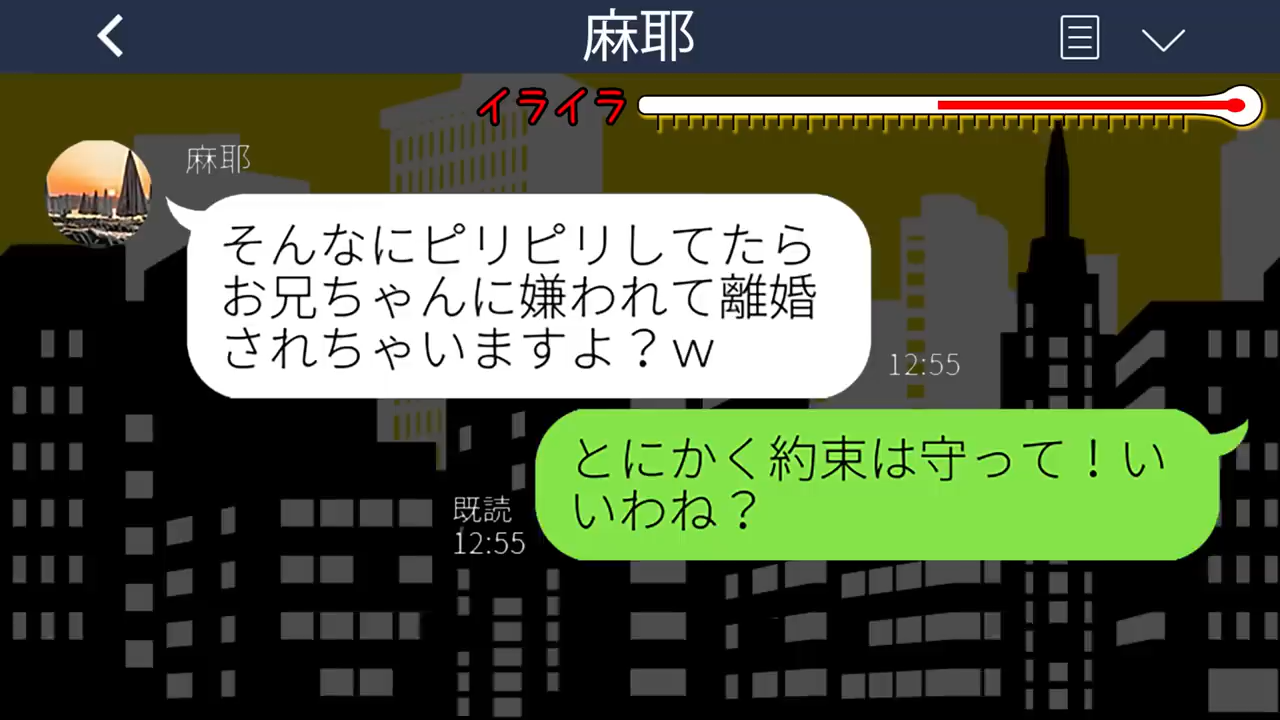 麻耶
イライラ
麻耶
そんなにピリピリしてたら
お兄ちゃんに嫌われて離婚
されちゃいますよ？ｗ
12:55
とにかく約束は守って！い
いわね？
既読
12:55